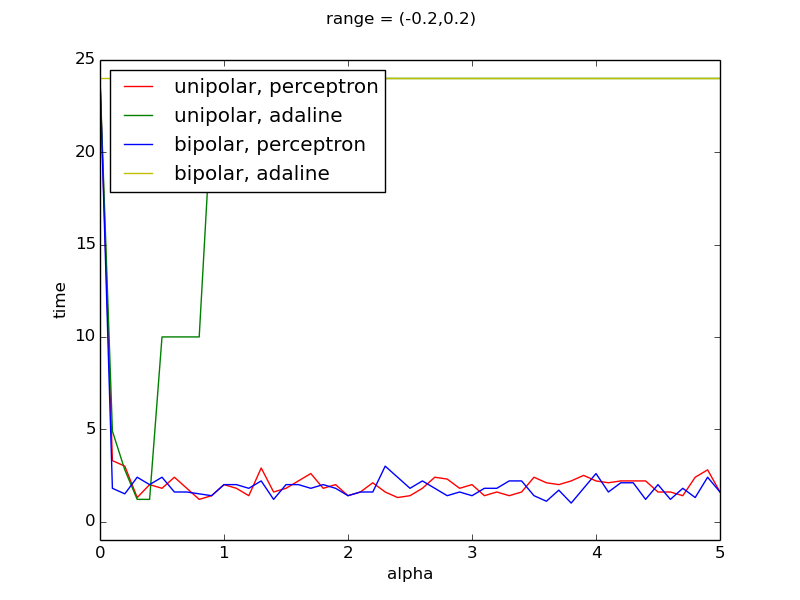 range = (-0.2,0.2)
25
20
15
10
5
0
time
unipolar, perceptron
unipolar, adaline
bipolar, perceptron
bipolar, adaline
0 1 2 3 4 5
alpha